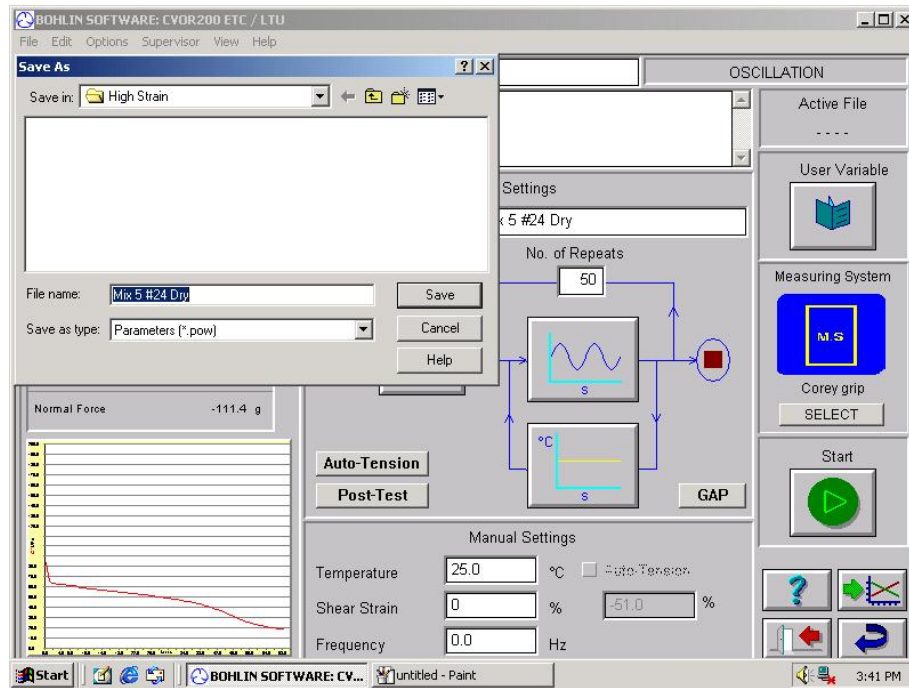 BOHLIN SOFTWARE: CVOR200 ETC / LTU
File Edit Options Supervisor View Help
Save As
Save in: High Strain
File name: Mix 5 #24 Dry
Save
Save as type: Parameters (*.pow)
Cancel
Help
OSCILLATION
Active File
- - - -
Settings
x 5 #24 Dry
No. of Repeats
50
S
°C
S
User Variable
Measuring System
M.S
Corey grip
SELECT
Start
Normal Force -111.4 g
Auto-Tension
Post-Test
GAP
Manual Settings
Temperature 25.0 °C Auto-Tension
Shear Strain 0 % -51.0 %
Frequency 0.0 Hz
?
Start BOHLIN SOFTWARE: CV... untitled - Paint 3:41 PM